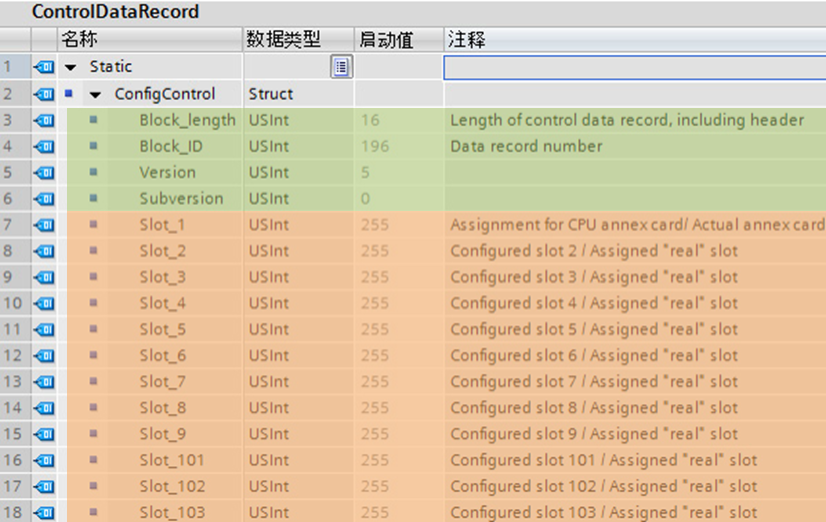 ControlDataRecord
名称 数据类型 启动值 注释
1 Static
2 ConfigControl Struct
3 Block_length USInt 16 Length of control data record, including header
4 Block_ID USInt 196 Data record number
5 Version USInt 5
6 Subversion USInt 0
7 Slot_1 USInt 255 Assignment for CPU annex card/ Actual annex card
8 Slot_2 USInt 255 Configured slot 2 / Assigned "real" slot
9 Slot_3 USInt 255 Configured slot 3 / Assigned "real" slot
10 Slot_4 USInt 255 Configured slot 4 / Assigned "real" slot
11 Slot_5 USInt 255 Configured slot 5 / Assigned "real" slot
12 Slot_6 USInt 255 Configured slot 6 / Assigned "real" slot
13 Slot_7 USInt 255 Configured slot 7 / Assigned "real" slot
14 Slot_8 USInt 255 Configured slot 8 / Assigned "real" slot
15 Slot_9 USInt 255 Configured slot 9 / Assigned "real" slot
16 Slot_101 USInt 255 Configured slot 101 / Assigned "real" slot
17 Slot_102 USInt 255 Configured slot 102 / Assigned "real" slot
18 Slot_103 USInt 255 Configured slot 103 / Assigned "real" slot